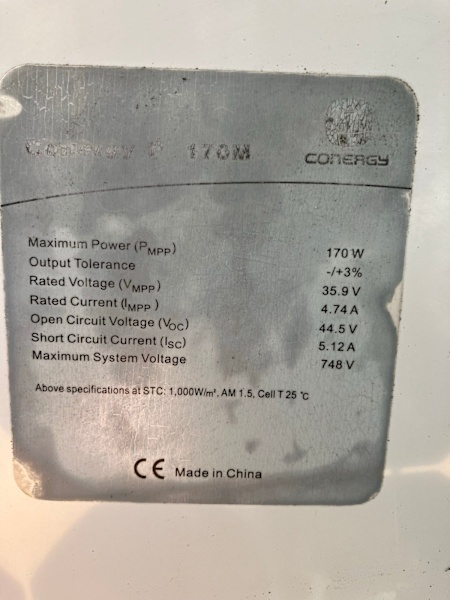 Conergy P 170M
CONERGY
Maximum Power (PMPP) 170 W
Output Tolerance -/+3%
Rated Voltage (VMPP) 35.9 V
Rated Current (IMPP) 4.74 A
Open Circuit Voltage (VOC) 44.5 V
Short Circuit Current (ISC) 5.12 A
Maximum System Voltage 748 V
Above specifications at STC: 1,000W/m², AM 1.5, Cell T 25 °C
CE Made in China